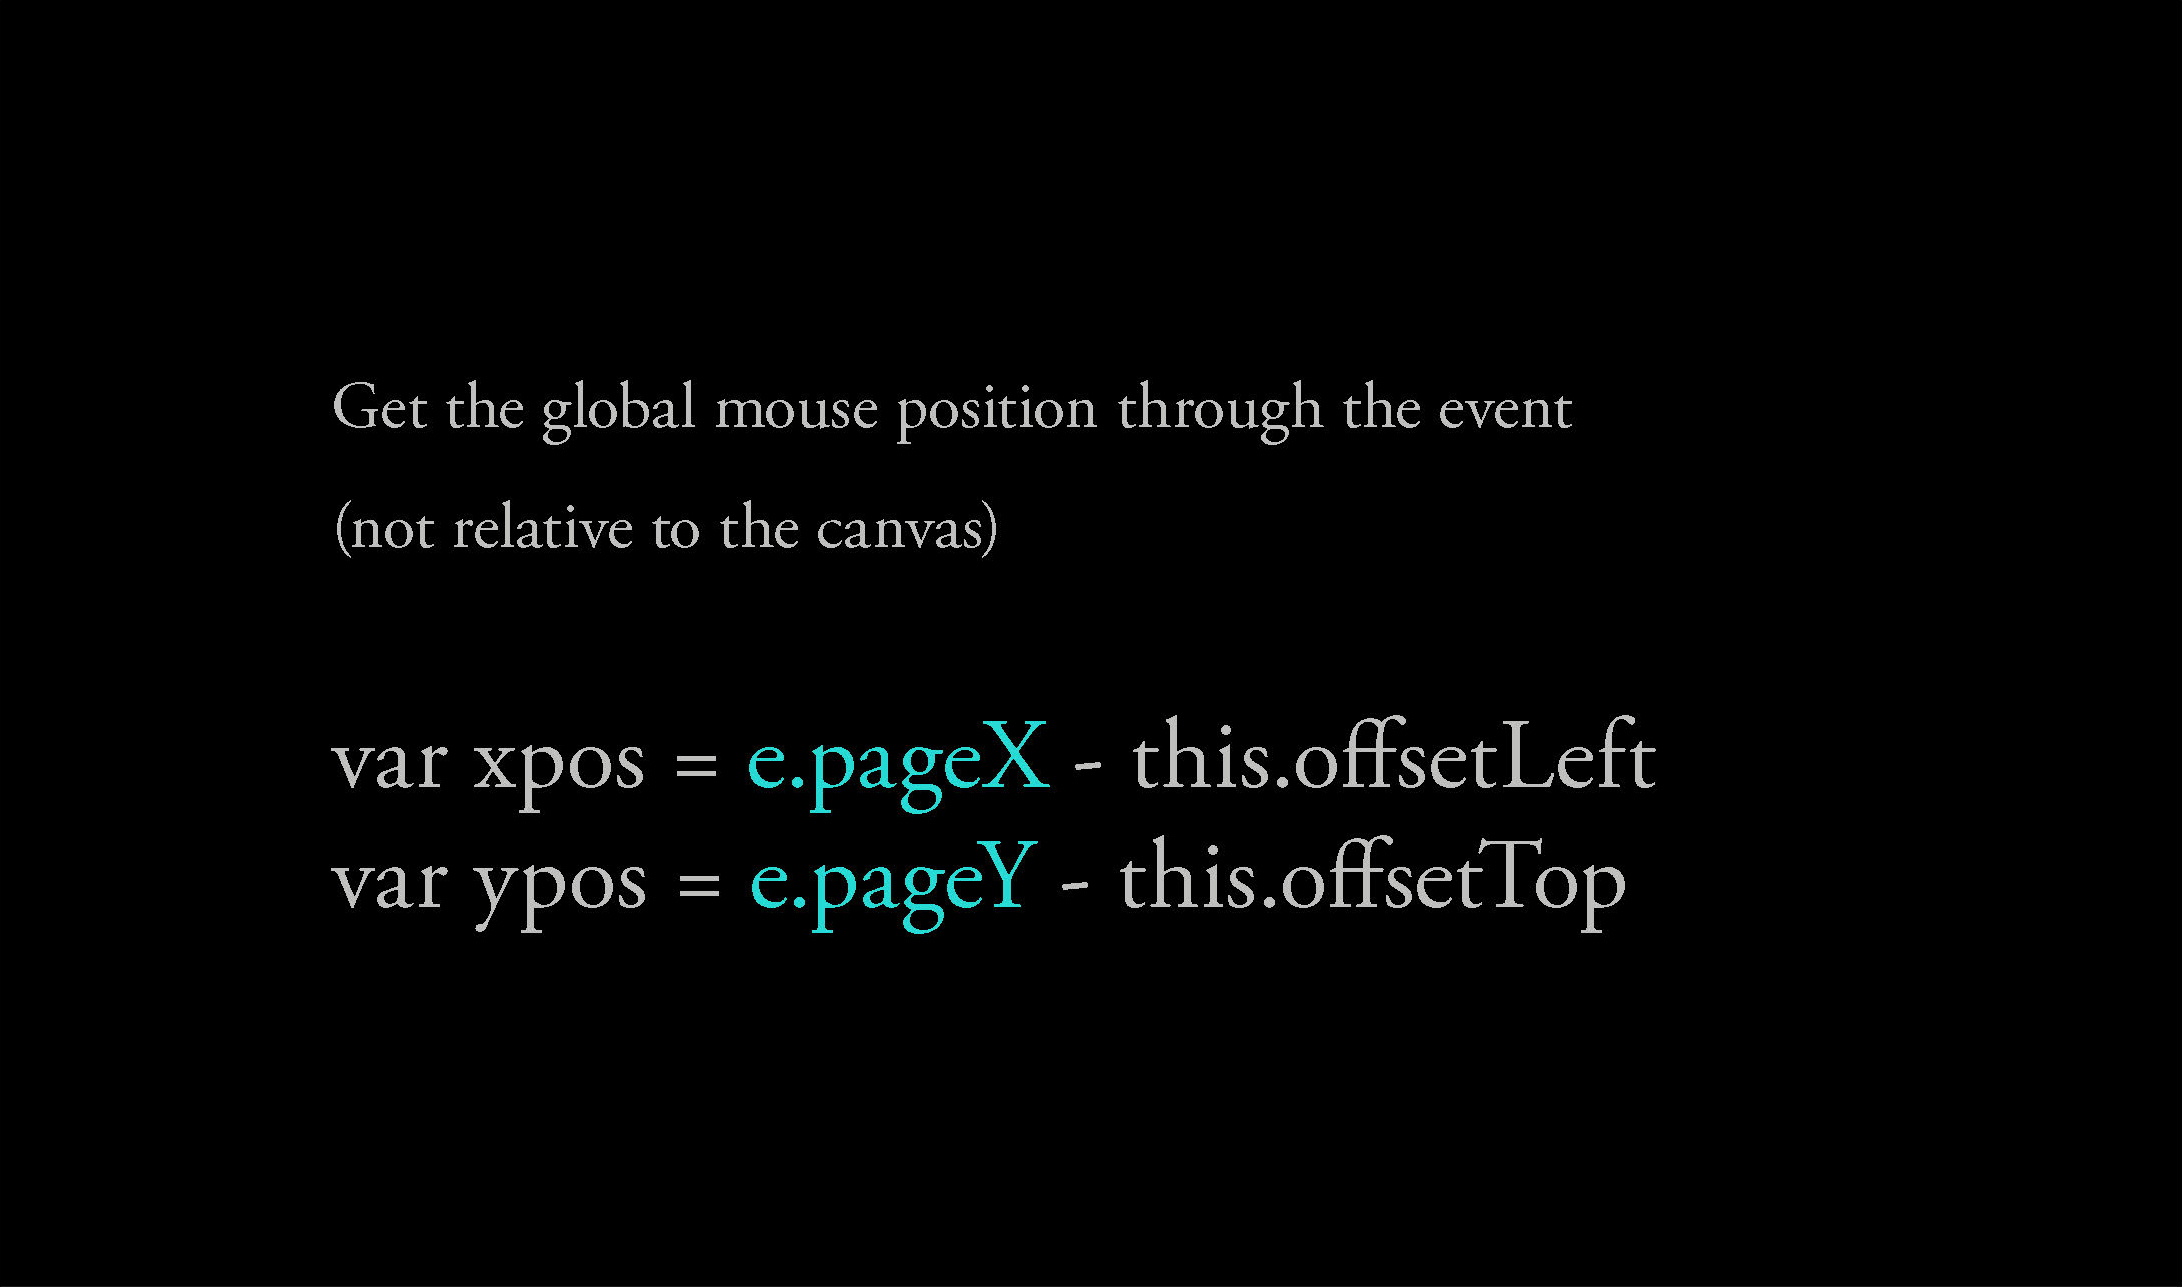 Get the global mouse position through the event
(not relative to the canvas)
var xpos = e.pageX - this.offsetLeft
var ypos = e.pageY - this.offsetTop